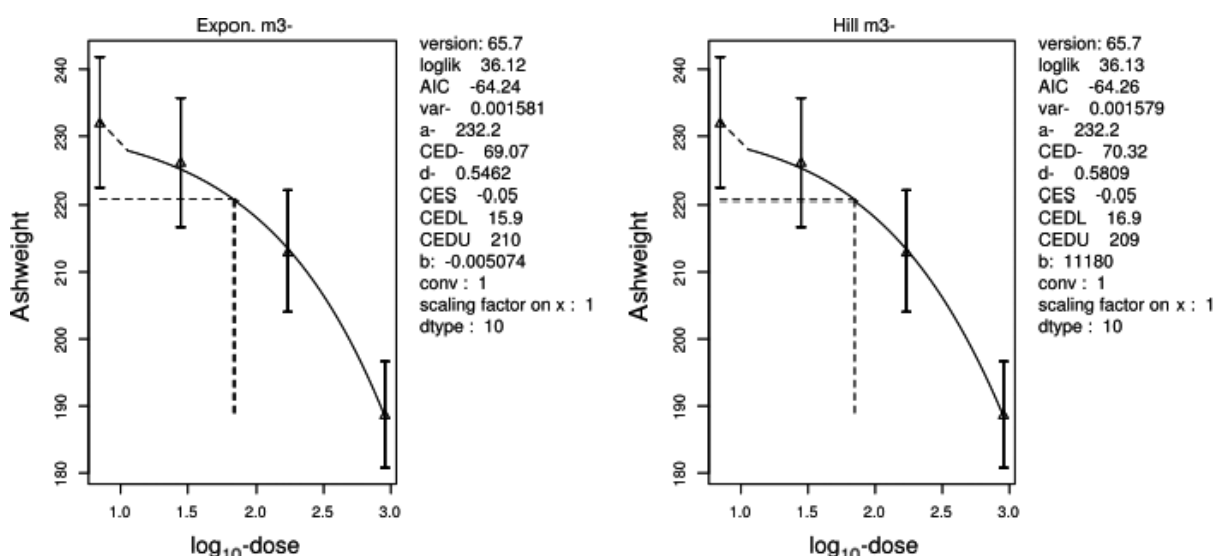 Expon. m3-
version: 65.7
loglik 36.12
AIC -64.24
var- 0.001581
a- 232.2
CED- 69.07
d- 0.5462
CES -0.05
CEDL 15.9
CEDU 210
b: -0.005074
conv : 1
scaling factor on x : 1
dtype : 10
Ashweight
240
230
220
210
200
190
180
1.0 1.5 2.0 2.5 3.0
log10-dose
Hill m3-
version: 65.7
loglik 36.13
AIC -64.26
var- 0.001579
a- 232.2
CED- 70.32
d- 0.5809
CES -0.05
CEDL 16.9
CEDU 209
b: 11180
conv : 1
scaling factor on x : 1
dtype : 10
Ashweight
240
230
220
210
200
190
180
1.0 1.5 2.0 2.5 3.0
log10-dose